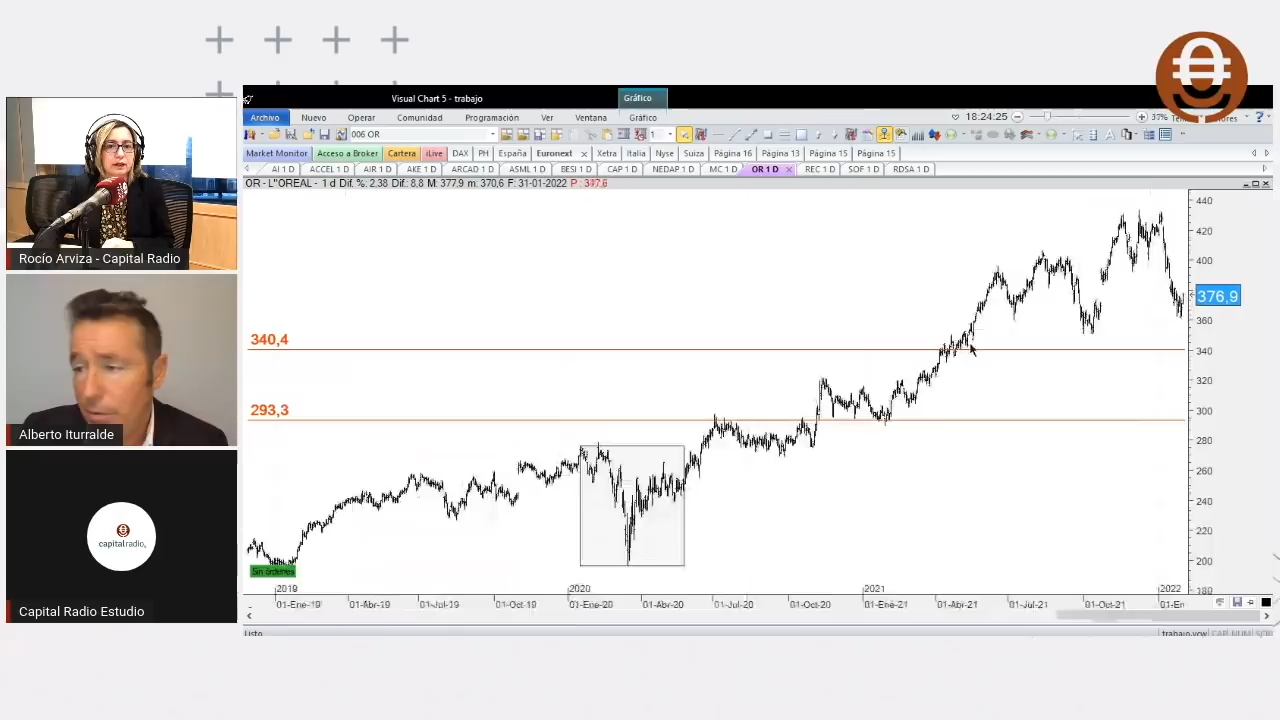 Visual Chart 5 - trabajo
Gráfico
Archivo Nuevo Operar Comunidad Programación Ver Ventana Gráfico 18:24:25 37%
006 OR 1
Market Monitor Acceso a Broker Cartera iLive DAX PH España Euronext x Xetra Italia Nyse Suiza Página 16 Página 13 Página 15 Página 15
AI 1 D ACCEL 1 D AIR 1 D AKE 1 D ARCAD 1 D ASML 1 D BESI 1 D CAP 1 D NEDAP 1 D MC 1 D OR 1 D x REC 1 D SOF 1 D RDSA 1 D
OR - L"OREAL - 1 d Dif. %: 2,38 Dif.: 8,8 M: 377,9 m: 370,6 F: 31-01-2022
440
420
400
376,9
360
340,4
340
320
293,3
300
280
260
240
220
200
180
Sin órdenes
2019 2020 2021 2022
01-Ene-19 01-Abr-19 01-Jul-19 01-Oct-19 01-Ene-20 01-Abr-20 01-Jul-20 01-Oct-20 01-Ene-21 01-Abr-21 01-Jul-21 01-Oct-21 01-En
Listo
trabajo.vcw CAP NUM
Rocío Arviza - Capital Radio
Alberto Iturralde
capitalradio
Capital Radio Estudio